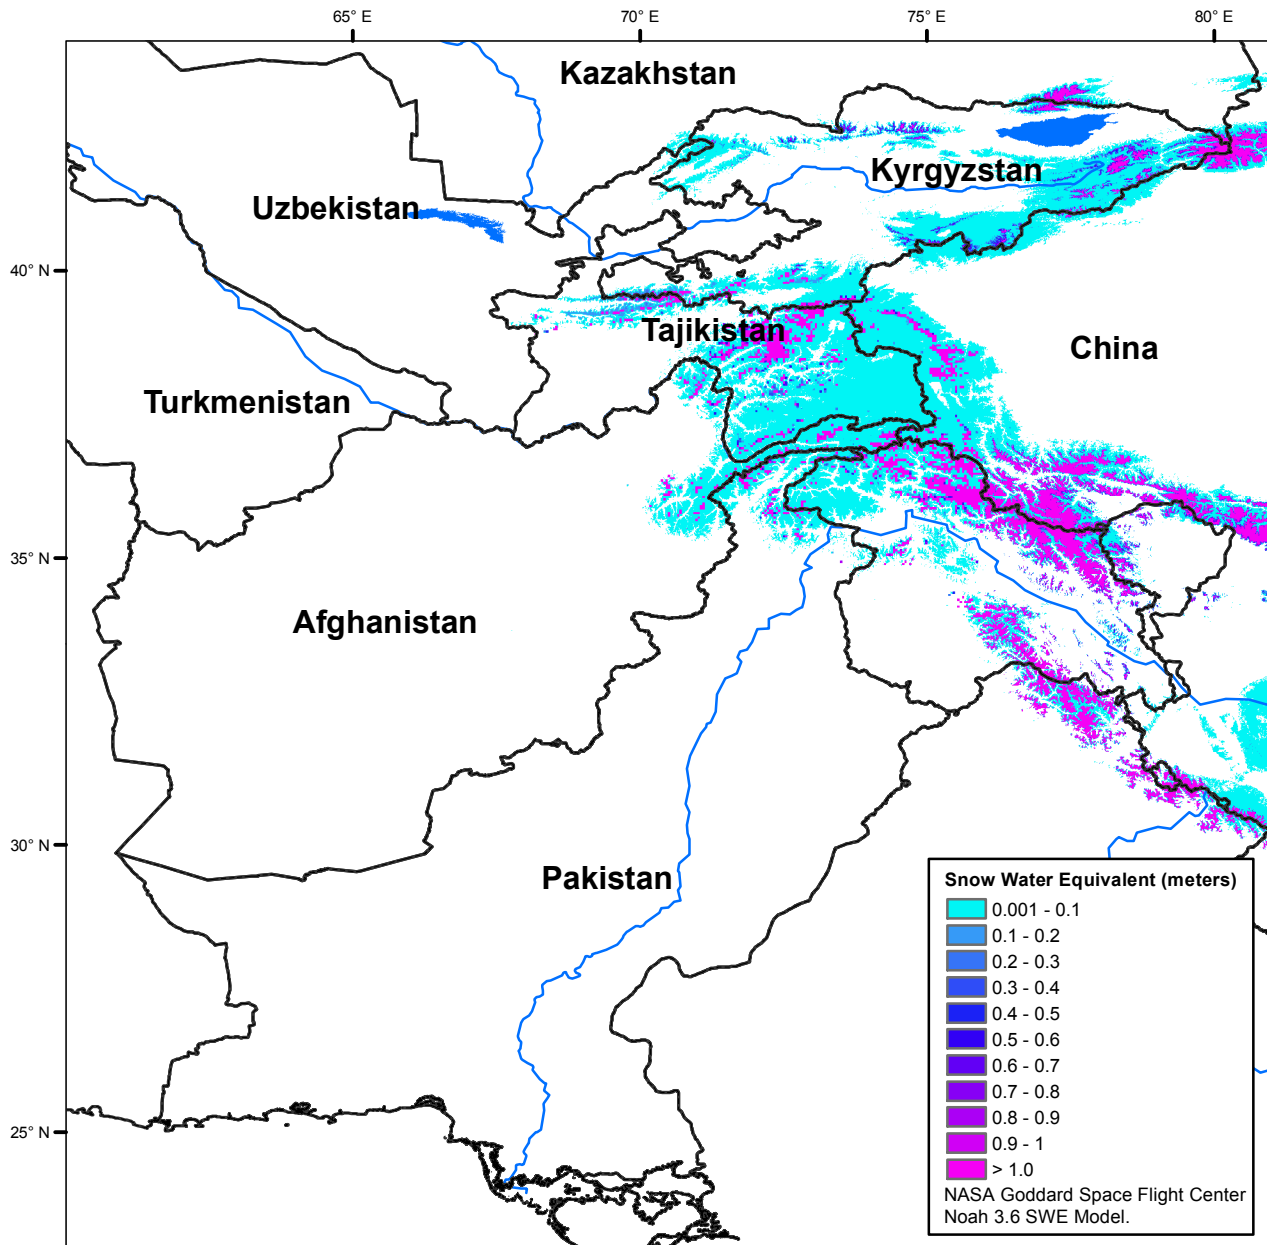 65° E
70° E
75° E
80° E
Kazakhstan
Kyrgyzstan
Uzbekistan
40° N
Tajikistan
China
Turkmenistan
35° N
Afghanistan
30° N
Pakistan
25° N
Snow Water Equivalent (meters)
0.001 - 0.1
0.1 - 0.2
0.2 - 0.3
0.3 - 0.4
0.4 - 0.5
0.5 - 0.6
0.6 - 0.7
0.7 - 0.8
0.8 - 0.9
0.9 - 1
> 1.0
NASA Goddard Space Flight Center
Noah 3.6 SWE Model.